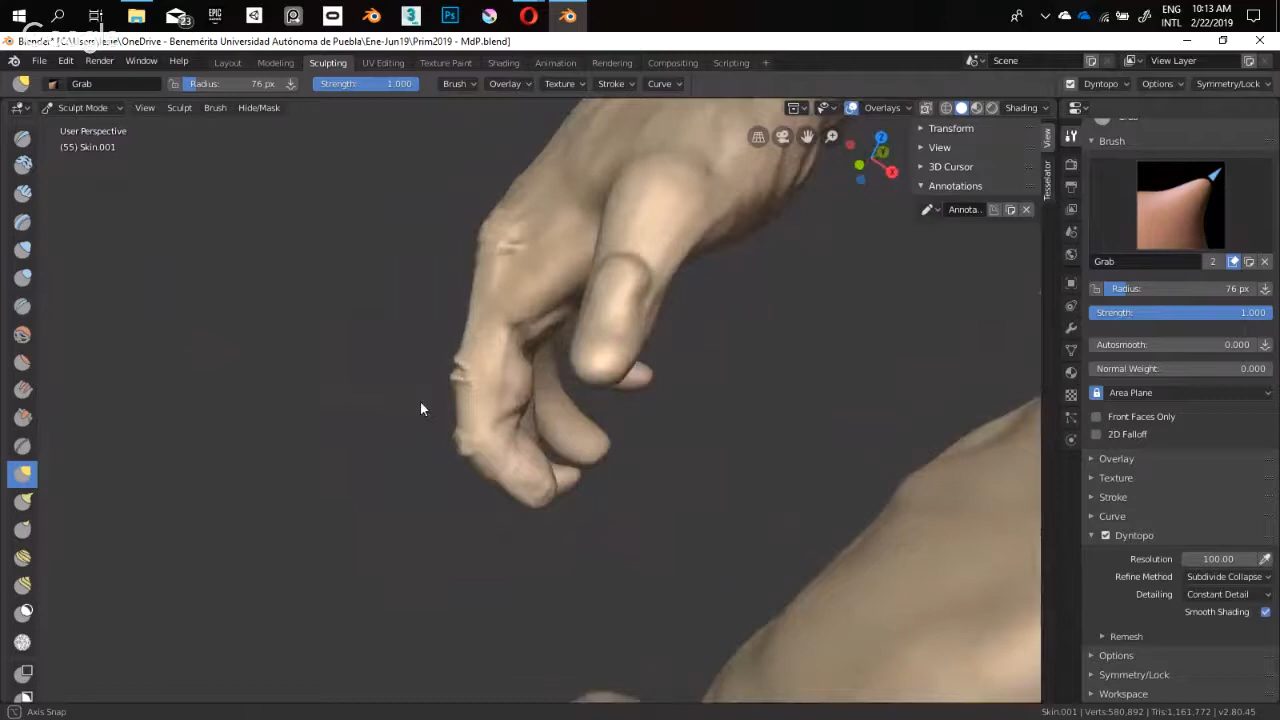 ENG
10:13 AM
INTL
2/22/2019
23
EPIC
Google
Blender* [C:\Users\
\OneDrive - Benemérita Universidad Autónoma de Puebla\Ene-Jun19\Prim2019 - MdP.blend]
File Edit Render Window Help Layout Modeling Sculpting UV Editing Texture Paint Shading Animation Rendering Compositing Scripting + Scene View Layer
Grab Radius: 76 px Strength: 1.000 Brush Overlay Texture Stroke Curve Dyntopo Options Symmetry/Lock
Sculpt Mode View Sculpt Brush Hide/Mask Overlays Shading
User Perspective
(55) Skin.001
Transform
View
3D Cursor
Annotations
Annota..
View
Tessellator
Brush
Grab 2
Radius: 76 px
Strength: 1.000
Autosmooth: 0.000
Normal Weight: 0.000
Area Plane
Front Faces Only
2D Falloff
Overlay
Texture
Stroke
Curve
Dyntopo
Resolution 100.00
Refine Method Subdivide Collapse
Detailing Constant Detail
Smooth Shading
Remesh
Options
Symmetry/Lock
Workspace
Axis Snap
Skin.001 | Verts:580,892 | Tris:1,161,772 | v2.80.45